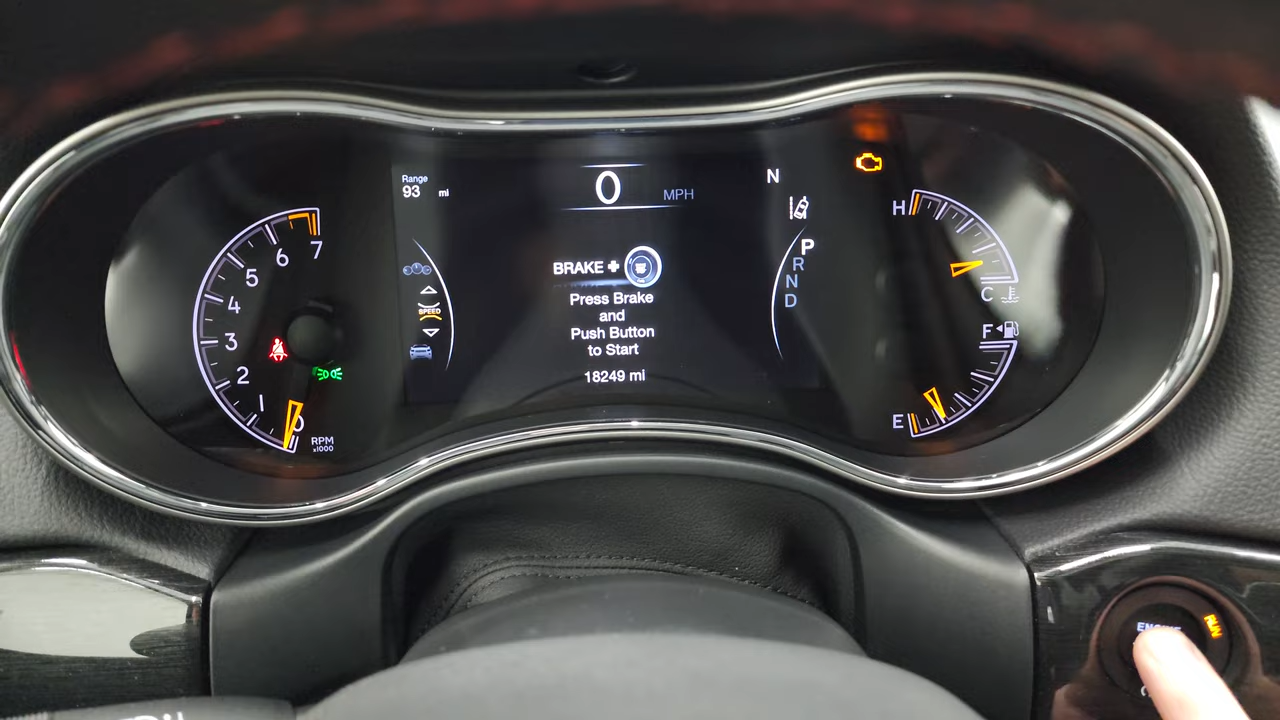 Range
93 mi
0 MPH
N
BRAKE +
Press Brake
and
Push Button
to Start
18249 mi
P
R
N
D
7
6
5
4
3
2
1
0
RPM
x1000
SPEED
H
C
F
E
ENGINE
RUN